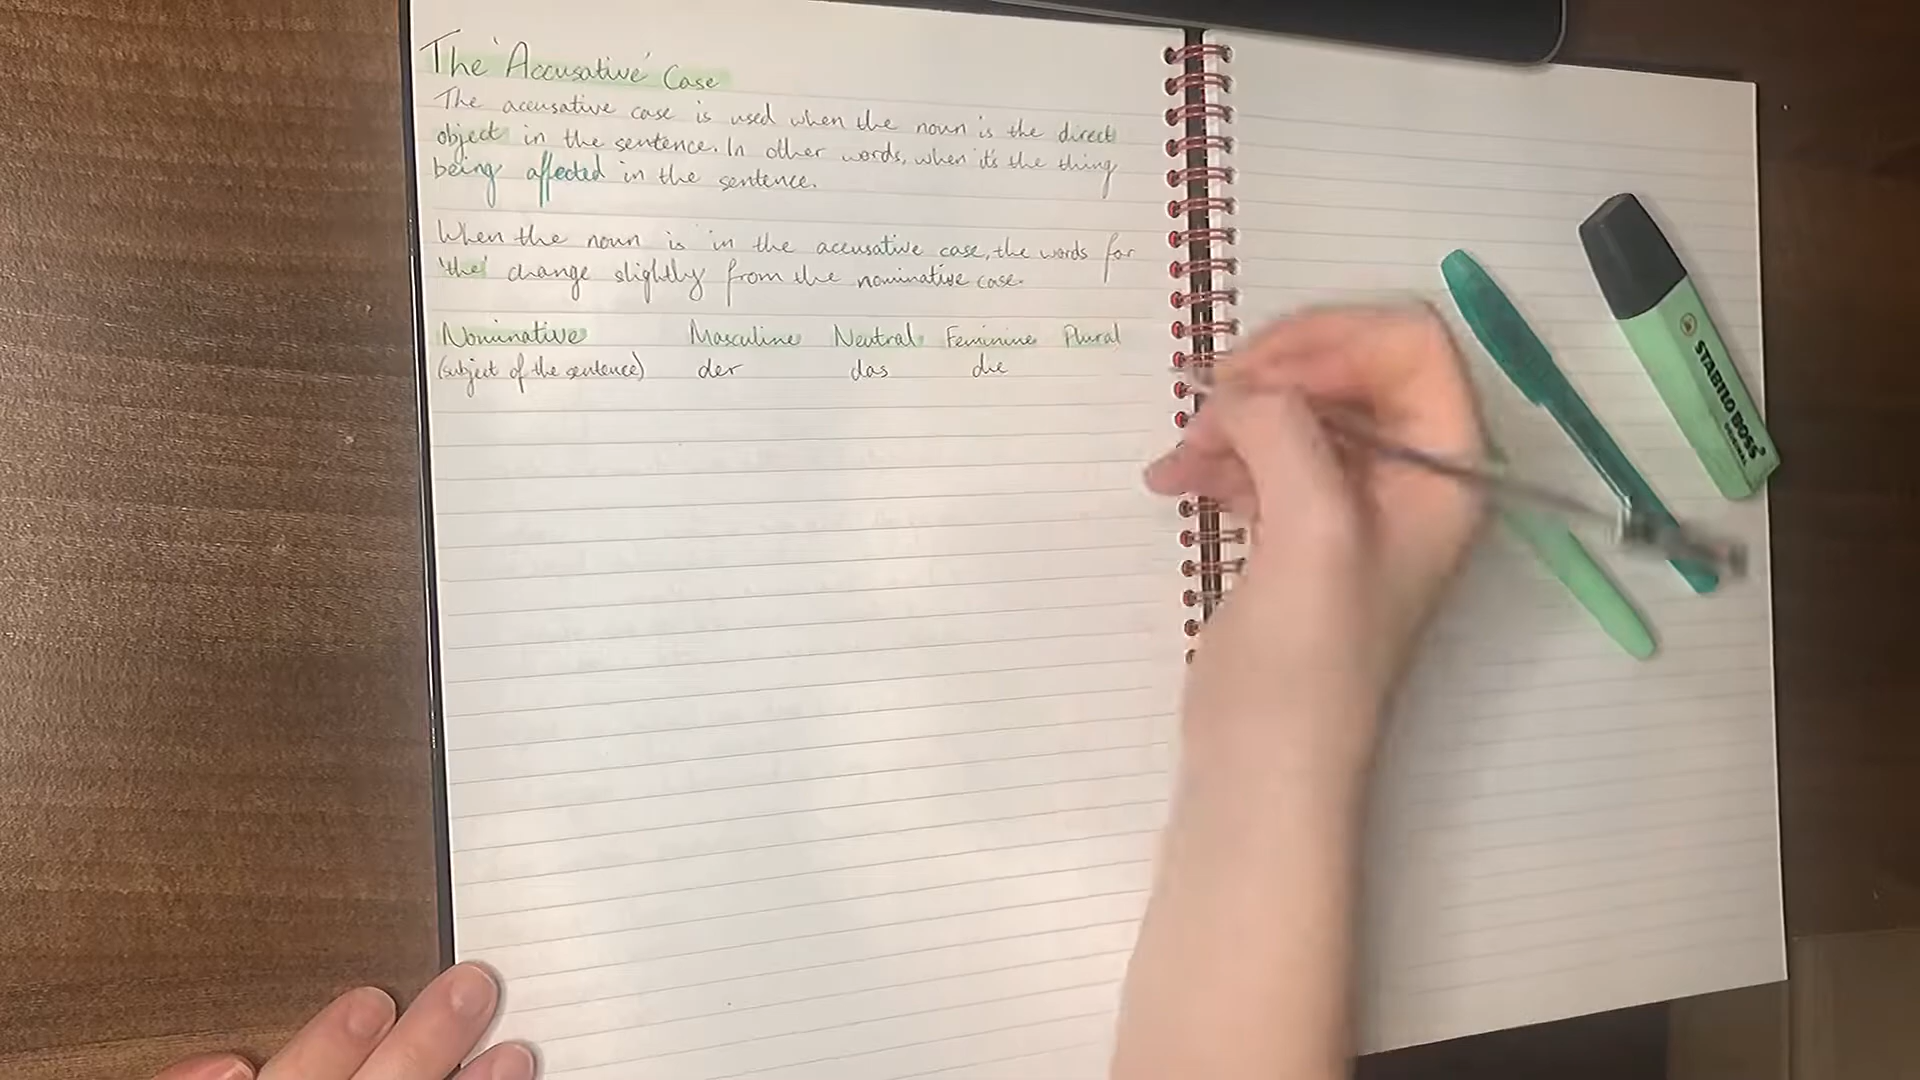 The 'Accusative' Case
The accusative case is used when the noun is the direct
object in the sentence. In other words, when it's the thing
being affected in the sentence.
When the noun is in the accusative case, the words for
'the' change slightly from the nominative case.
Nominative Masculine Neutral Feminine Plural
(subject of the sentence) der das die
STABILO BOSS
ORIGINAL